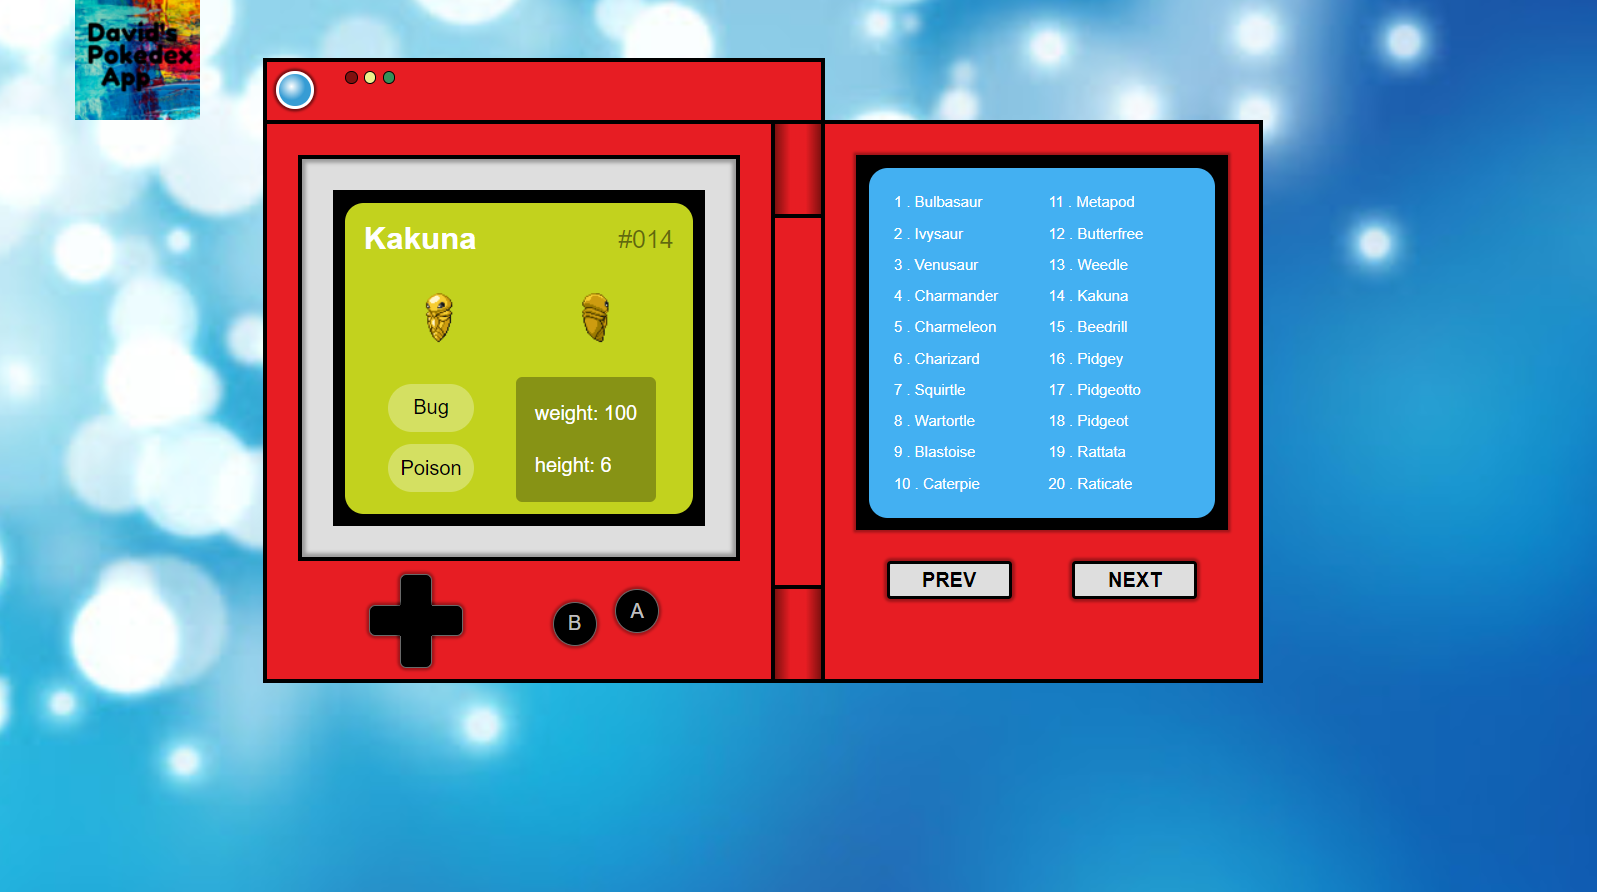 David's
Pokedex
App
Kakuna
#014
Bug
Poison
weight: 100
height: 6
B
A
1 . Bulbasaur
2 . Ivysaur
3 . Venusaur
4 . Charmander
5 . Charmeleon
6 . Charizard
7 . Squirtle
8 . Wartortle
9 . Blastoise
10 . Caterpie
11 . Metapod
12 . Butterfree
13 . Weedle
14 . Kakuna
15 . Beedrill
16 . Pidgey
17 . Pidgeotto
18 . Pidgeot
19 . Rattata
20 . Raticate
PREV
NEXT